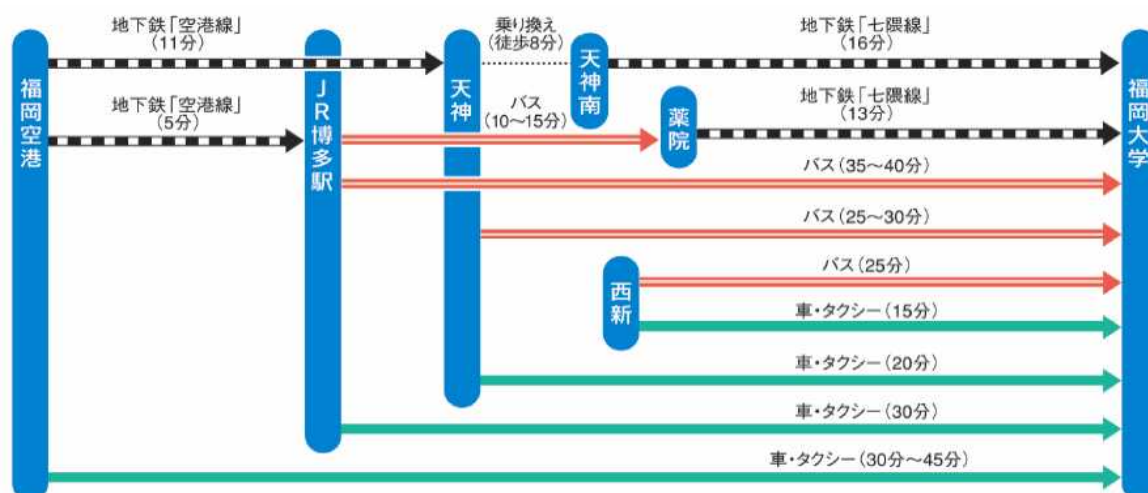 地下鉄「空港線」
(11分)
乗り換え
(徒歩8分)
地下鉄「七隈線」
(16分)
福岡空港
JR博多駅
天神
天神南
福岡大学
地下鉄「空港線」
(5分)
バス
(10〜15分)
薬院
地下鉄「七隈線」
(13分)
バス(35〜40分)
バス(25〜30分)
西新
バス(25分)
車・タクシー(15分)
車・タクシー(20分)
車・タクシー(30分)
車・タクシー(30分〜45分)